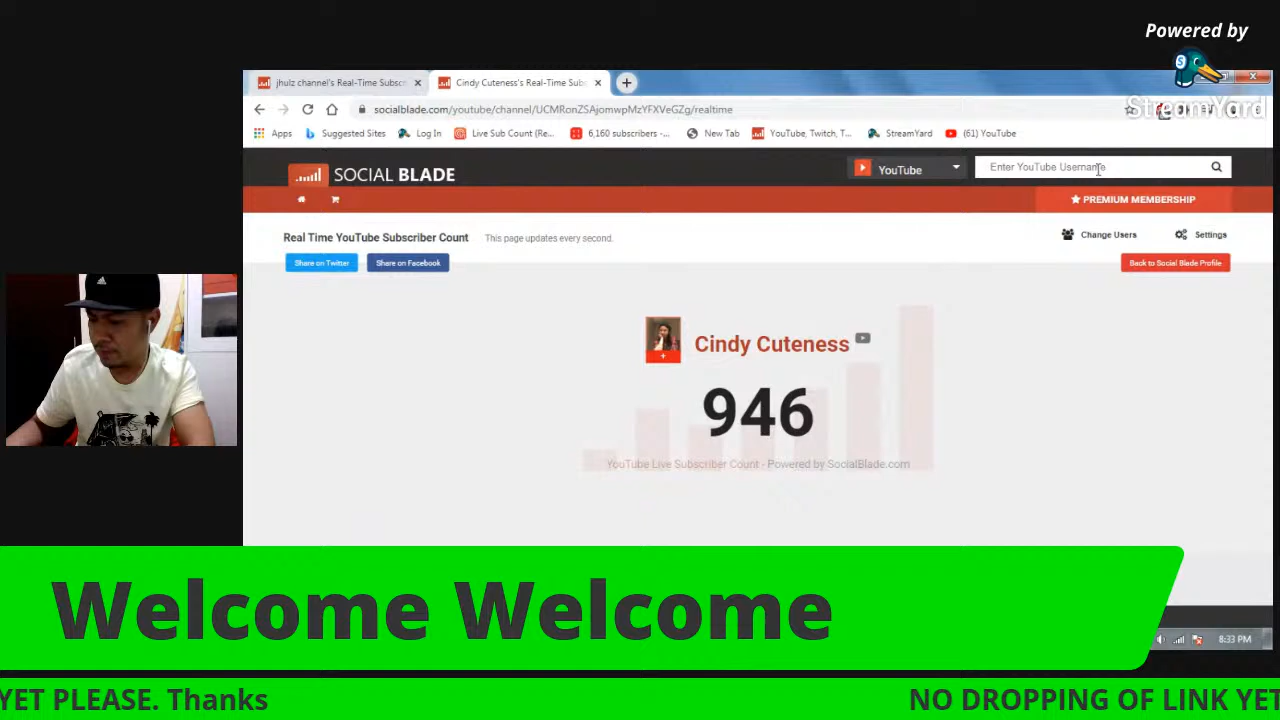 Powered by
StreamYard
jhulz channel's Real-Time Subscr
Cindy Cuteness's Real-Time Subs
socialblade.com/youtube/channel/UCMRonZSAjomwpMzYFXVeGZg/realtime
Apps Suggested Sites Log In Live Sub Count (Re... 6,160 subscribers -... New Tab YouTube, Twitch, T... StreamYard (61) YouTube
SOCIAL BLADE
YouTube
Enter YouTube Username
PREMIUM MEMBERSHIP
Real Time YouTube Subscriber Count This page updates every second.
Change Users Settings
Share on Twitter Share on Facebook
Back to Social Blade Profile
Cindy Cuteness
946
YouTube Live Subscriber Count - Powered by SocialBlade.com
Welcome Welcome
8:33 PM
YET PLEASE. Thanks NO DROPPING OF LINK YET